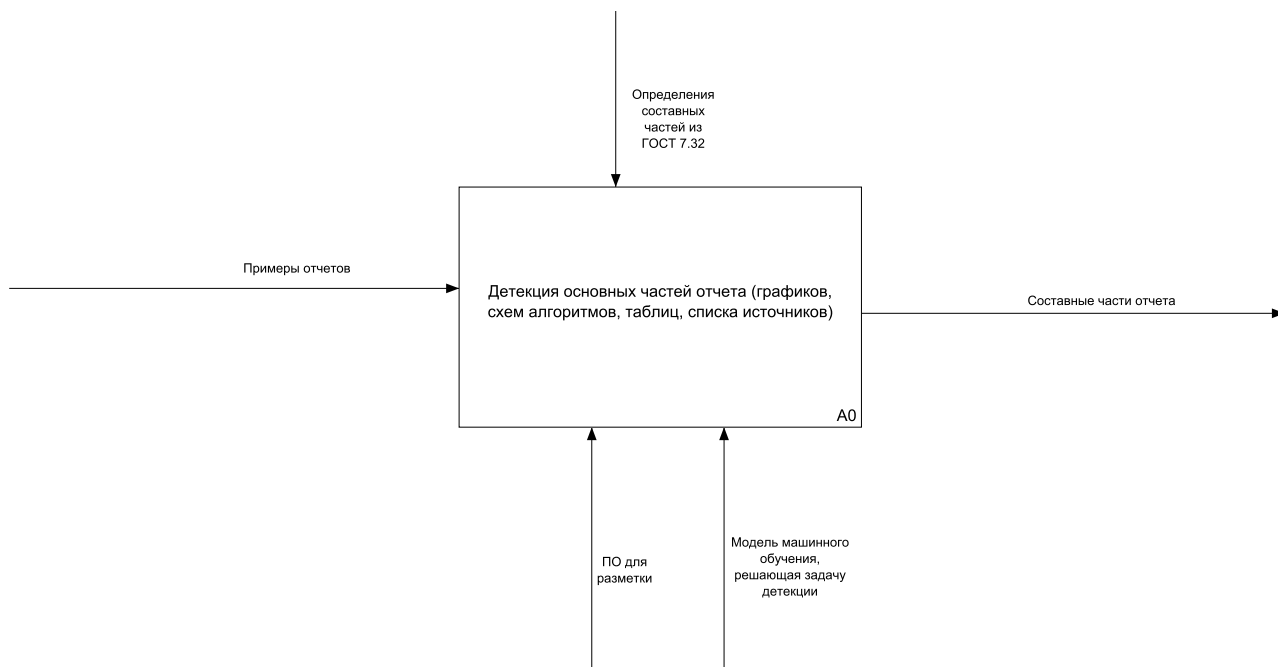 Определения
составных
частей из
ГОСТ 7.32
Примеры отчетов
Детекция основных частей отчета (графиков,
схем алгоритмов, таблиц, списка источников)
Составные части отчета
A0
ПО для
разметки
Модель машинного
обучения,
решающая задачу
детекции